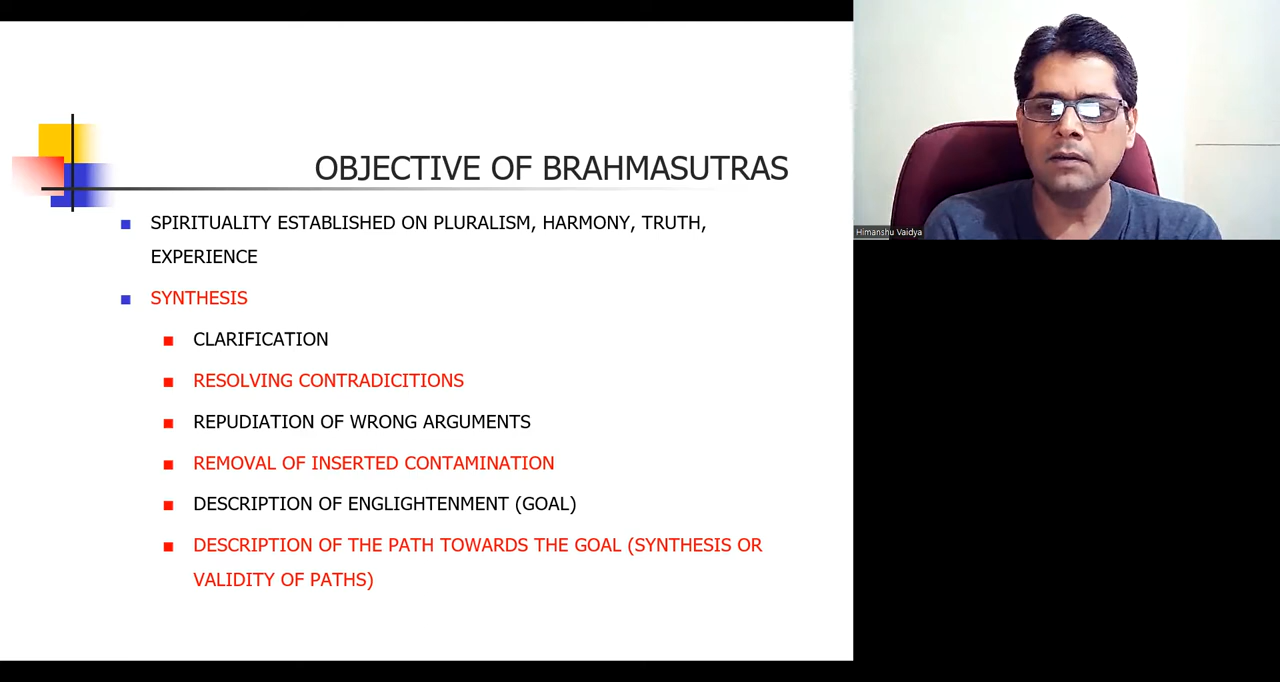 OBJECTIVE OF BRAHMASUTRAS
SPIRITUALITY ESTABLISHED ON PLURALISM, HARMONY, TRUTH,
EXPERIENCE
SYNTHESIS
CLARIFICATION
RESOLVING CONTRADICITIONS
REPUDIATION OF WRONG ARGUMENTS
REMOVAL OF INSERTED CONTAMINATION
DESCRIPTION OF ENGLIGHTENMENT (GOAL)
DESCRIPTION OF THE PATH TOWARDS THE GOAL (SYNTHESIS OR
VALIDITY OF PATHS)
Himanshu Vaidya